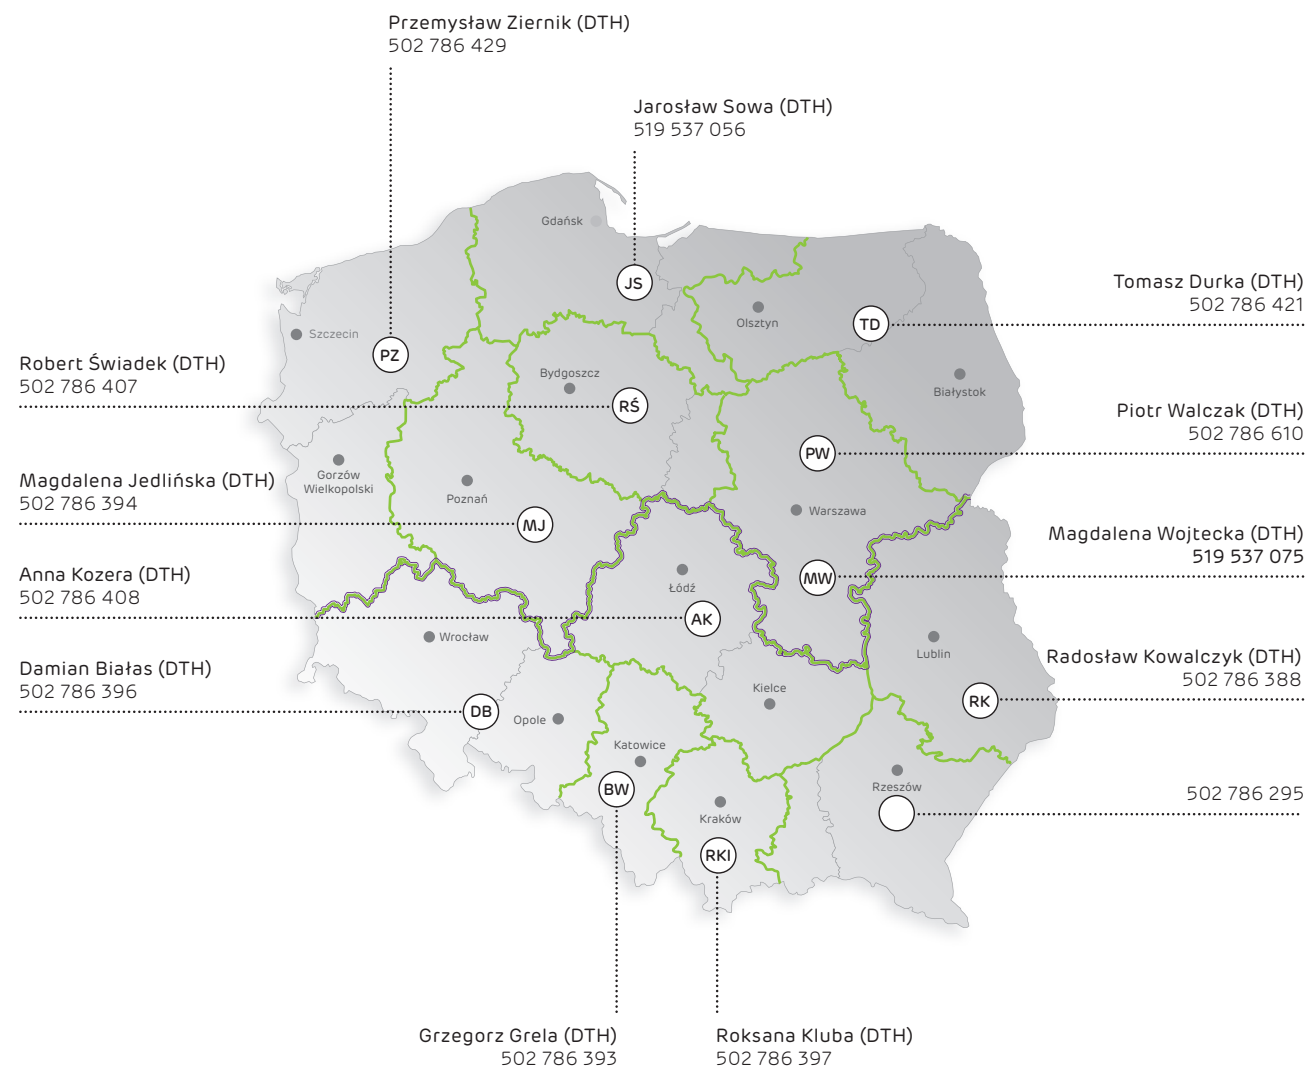 Przemysław Ziernik (DTH)
502 786 429
Jarosław Sowa (DTH)
519 537 056
Gdańsk
JS
Tomasz Durka (DTH)
502 786 421
Olsztyn
TD
Szczecin
PZ
Robert Świadek (DTH)
502 786 407
Bydgoszcz
RŚ
Białystok
Piotr Walczak (DTH)
502 786 610
PW
Gorzów
Wielkopolski
Magdalena Jedlińska (DTH)
502 786 394
Poznań
MJ
Warszawa
Magdalena Wojtecka (DTH)
519 537 075
MW
Anna Kozera (DTH)
502 786 408
Łódź
AK
Wrocław
Lublin
Radosław Kowalczyk (DTH)
502 786 388
RK
Damian Białas (DTH)
502 786 396
DB
Opole
Kielce
Katowice
BW
Rzeszów
502 786 295
Kraków
RKI
Grzegorz Grela (DTH)
502 786 393
Roksana Kluba (DTH)
502 786 397